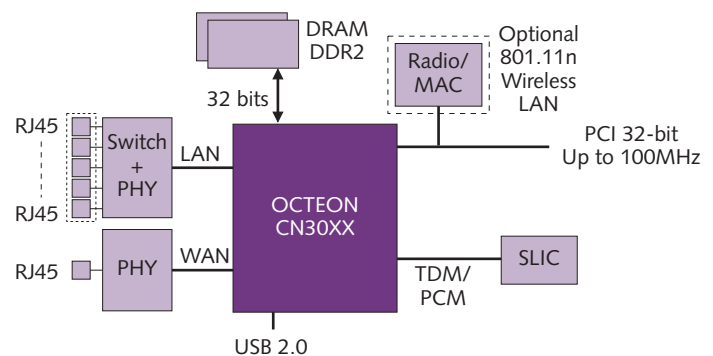 DRAM
DDR2
Optional
801.11n
Wireless
LAN
Radio/
MAC
32 bits
RJ45
Switch
+
PHY
LAN
PCI 32-bit
Up to 100MHz
RJ45
OCTEON
CN30XX
RJ45
PHY
WAN
TDM/
PCM
SLIC
USB 2.0